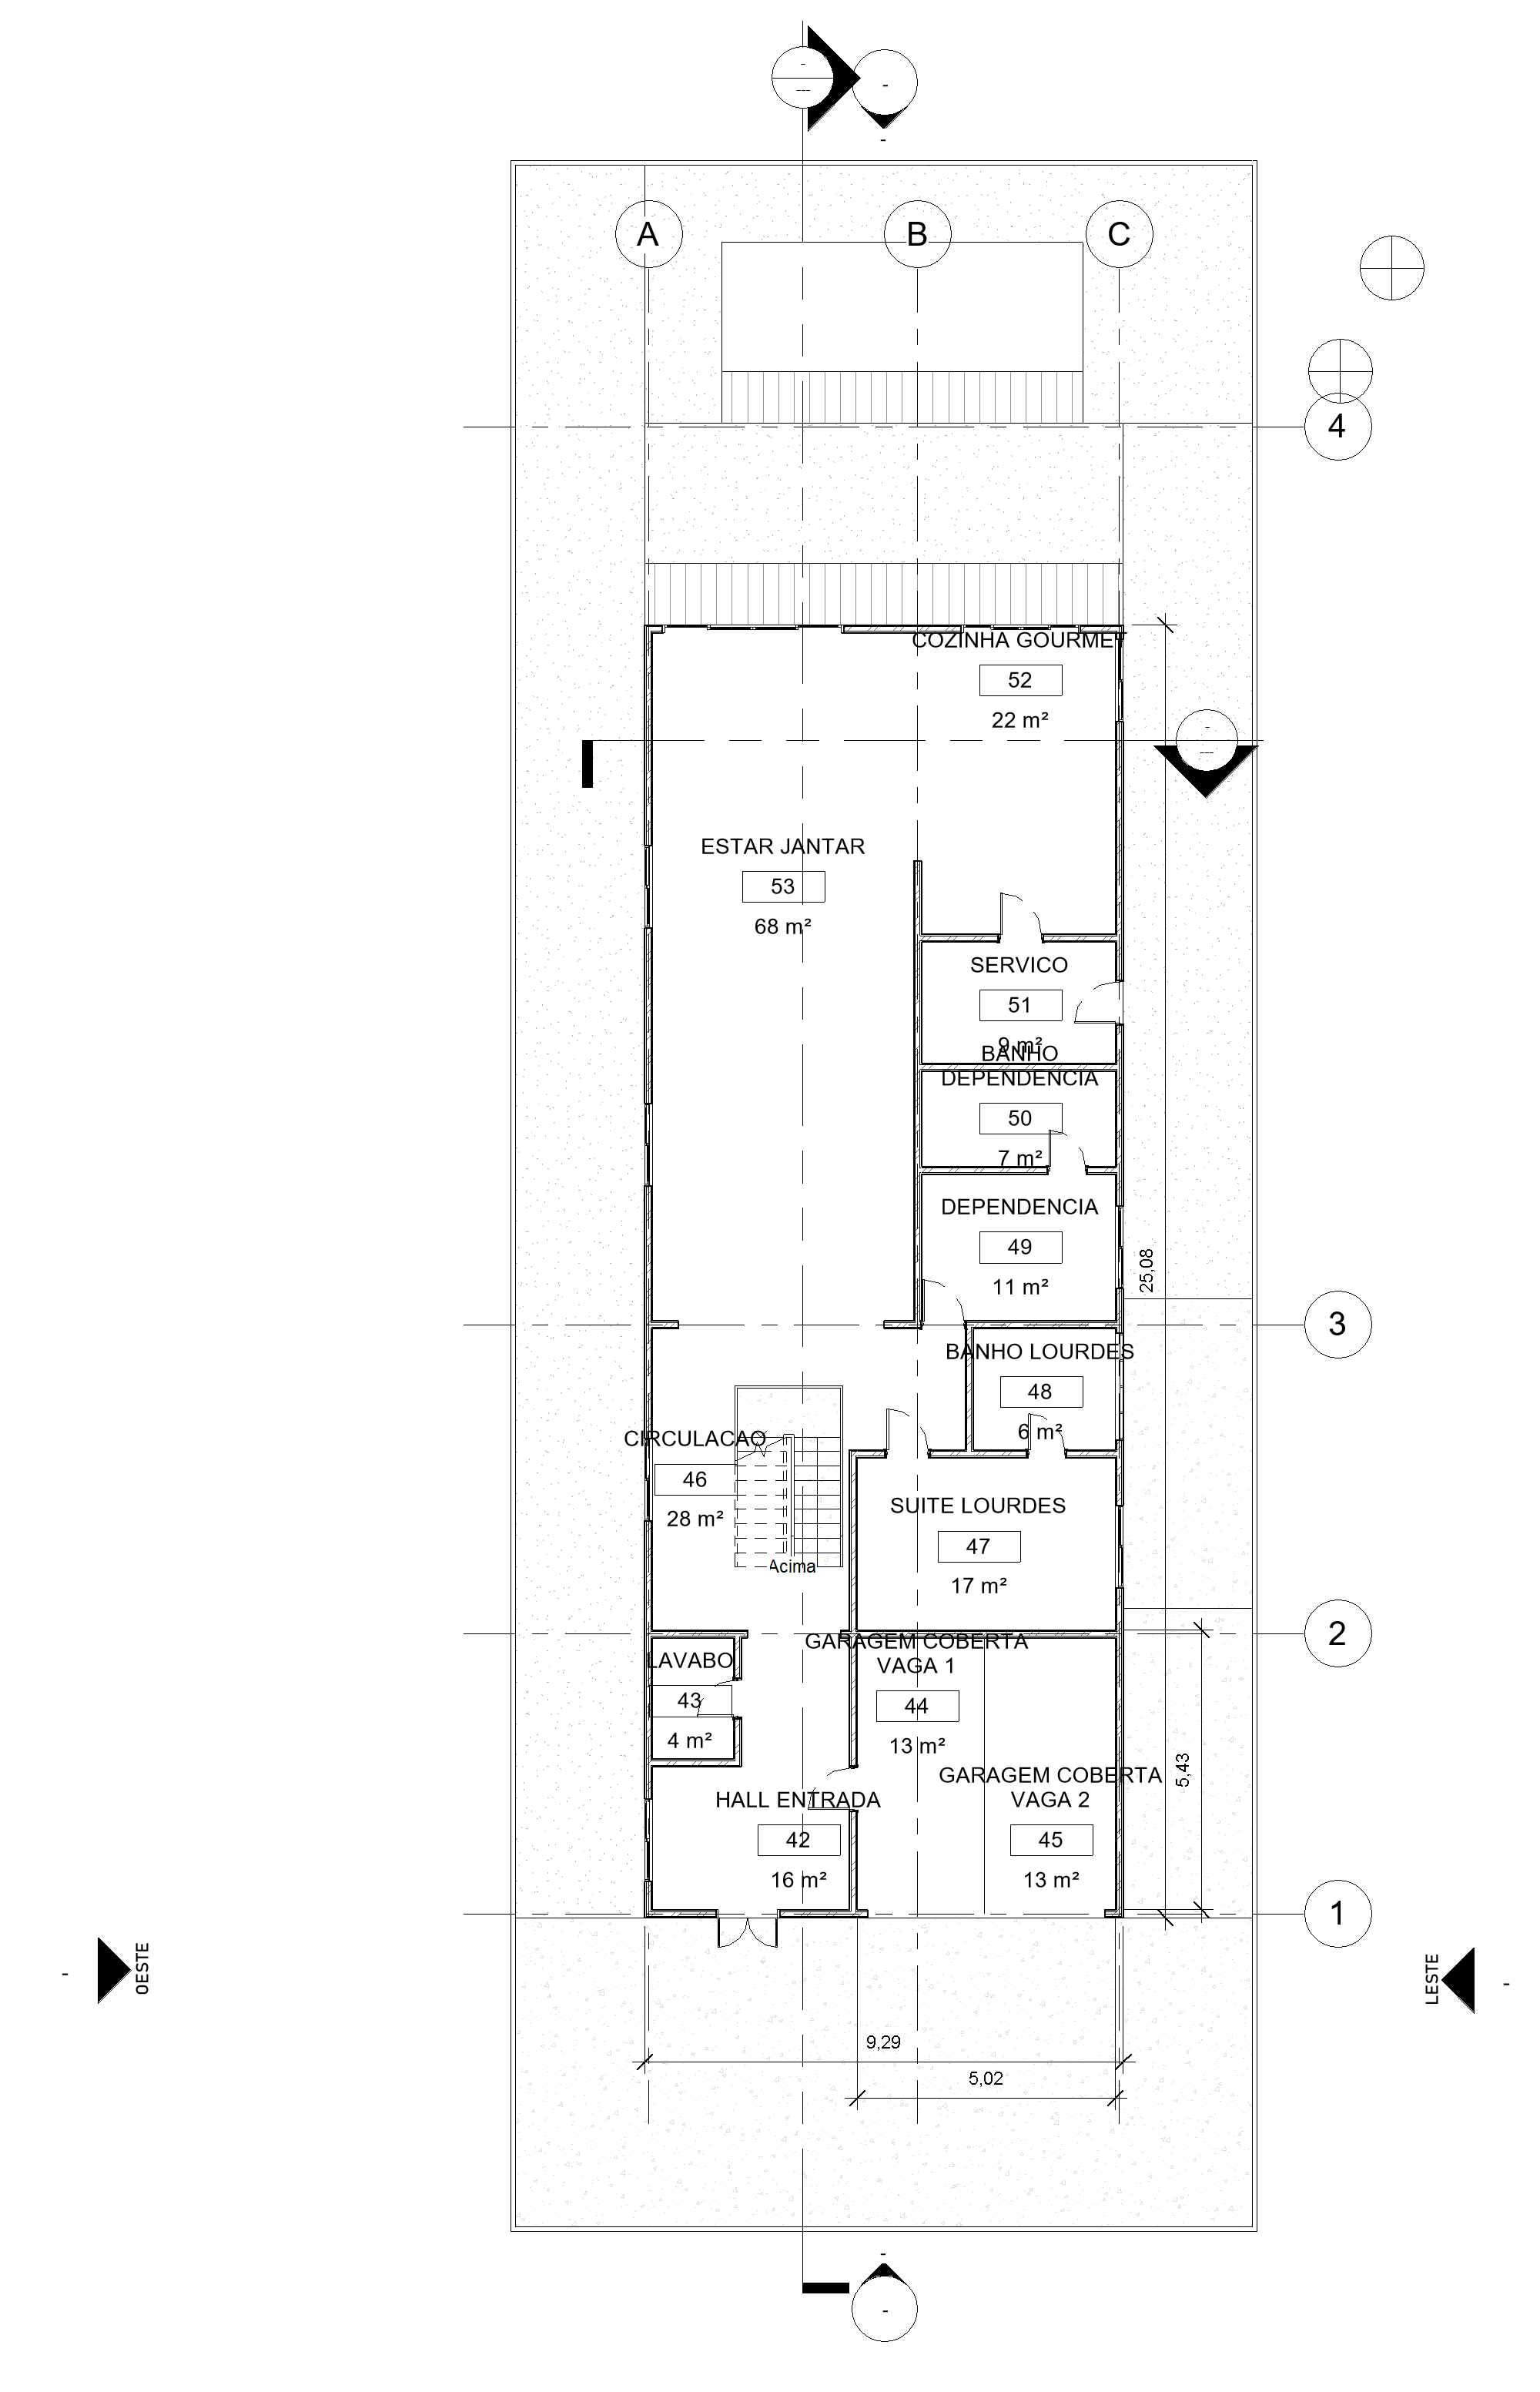 -
---
-
-
A
B
C
4
COZINHA GOURMET
52
22 m²
-
---
ESTAR JANTAR
53
68 m²
SERVICO
51
9 m²
BANHO
DEPENDENCIA
50
7 m²
DEPENDENCIA
49
11 m²
25,08
3
BANHO LOURDES
48
6 m²
CIRCULACAO
46
28 m²
SUITE LOURDES
47
17 m²
Acima
2
GARAGEM COBERTA
VAGA 1
44
13 m²
LAVABO
43
4 m²
GARAGEM COBERTA
VAGA 2
45
13 m²
5,43
HALL ENTRADA
42
16 m²
1
-
OESTE
LESTE
-
9,29
5,02
-
-